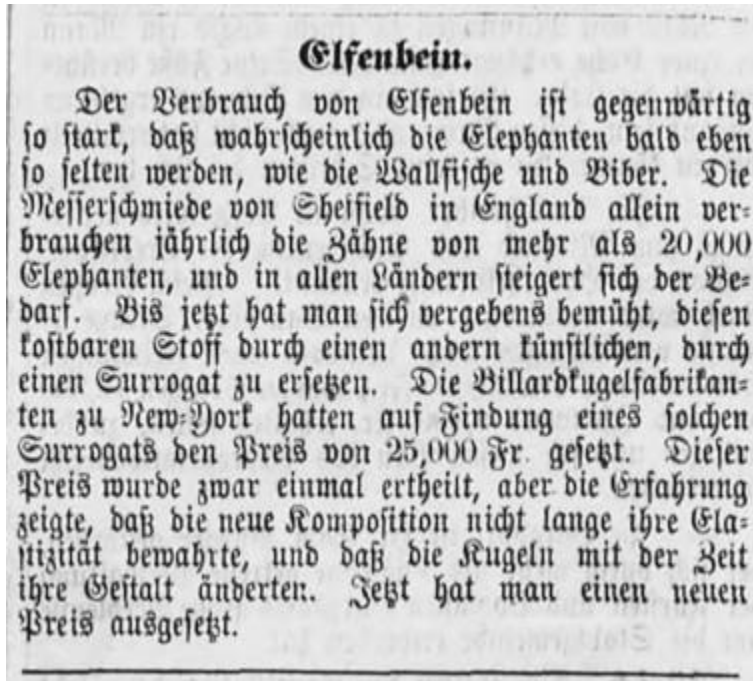 Elfenbein.
Der Verbrauch von Elfenbein ist gegenwärtig
so stark, daß wahrscheinlich die Elephanten bald eben
so selten werden, wie die Wallfische und Biber. Die
Messerschmiede von Sheffield in England allein ver-
brauchen jährlich die Zähne von mehr als 20,000
Elephanten, und in allen Ländern steigert sich der Be-
darf. Bis jetzt hat man sich vergebens bemüht, diesen
kostbaren Stoff durch einen andern künstlichen, durch
einen Surrogat zu ersetzen. Die Billardkugelfabrikan-
ten zu New-York hatten auf Findung eines solchen
Surrogats den Preis von 25,000 Fr. gesetzt. Dieser
Preis wurde zwar einmal ertheilt, aber die Erfahrung
zeigte, daß die neue Komposition nicht lange ihre Ela-
stizität bewahrte, und daß die Kugeln mit der Zeit
ihre Gestalt änderten. Jetzt hat man einen neuen
Preis ausgesetzt.